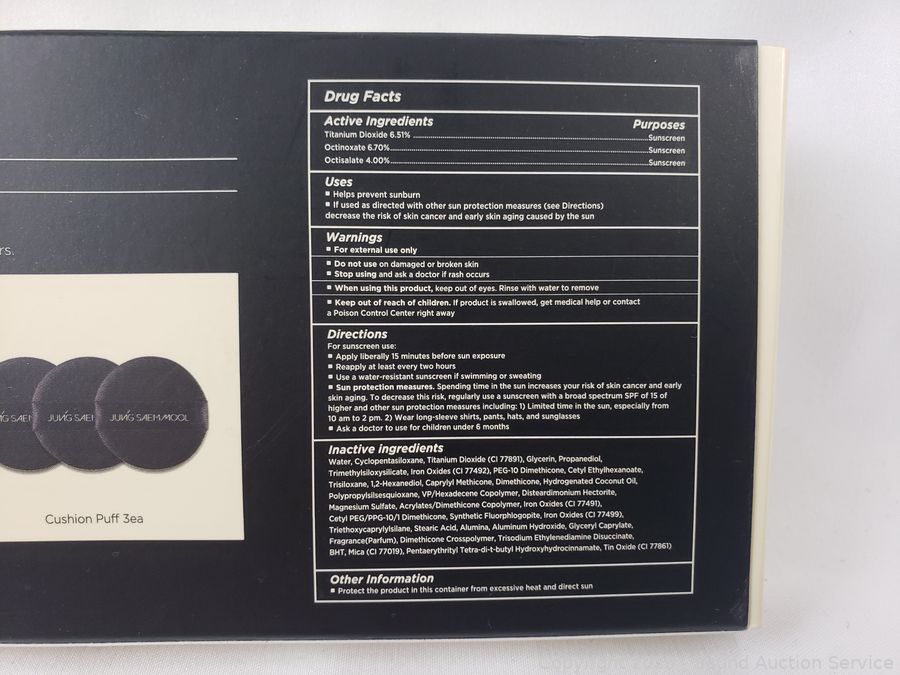 rs.
JUNG SAEM MOOL
Cushion Puff 3ea
Drug Facts
Active Ingredients Purposes
Titanium Dioxide 6.51% Sunscreen
Octinoxate 6.70% Sunscreen
Octisalate 4.00% Sunscreen
Uses
▪ Helps prevent sunburn
▪ If used as directed with other sun protection measures (see Directions)
decrease the risk of skin cancer and early skin aging caused by the sun
Warnings
▪ For external use only
▪ Do not use on damaged or broken skin
▪ Stop using and ask a doctor if rash occurs
▪ When using this product, keep out of eyes. Rinse with water to remove
▪ Keep out of reach of children. If product is swallowed, get medical help or contact
a Poison Control Center right away
Directions
For sunscreen use:
▪ Apply liberally 15 minutes before sun exposure
▪ Reapply at least every two hours
▪ Use a water-resistant sunscreen if swimming or sweating
▪ Sun protection measures. Spending time in the sun increases your risk of skin cancer and early
skin aging. To decrease this risk, regularly use a sunscreen with a broad spectrum SPF of 15 of
higher and other sun protection measures including: 1) Limited time in the sun, especially from
10 am to 2 pm. 2) Wear long-sleeve shirts, pants, hats, and sunglasses
▪ Ask a doctor to use for children under 6 months
Inactive ingredients
Water, Cyclopentasiloxane, Titanium Dioxide (CI 77891), Glycerin, Propanediol,
Trimethylsiloxysilicate, Iron Oxides (CI 77492), PEG-10 Dimethicone, Cetyl Ethylhexanoate,
Trisiloxane, 1,2-Hexanediol, Caprylyl Methicone, Dimethicone, Hydrogenated Coconut Oil,
Polypropylsilsesquioxane, VP/Hexadecene Copolymer, Disteardimonium Hectorite,
Magnesium Sulfate, Acrylates/Dimethicone Copolymer, Iron Oxides (CI 77491),
Cetyl PEG/PPG-10/1 Dimethicone, Synthetic Fluorphlogopite, Iron Oxides (CI 77499),
Triethoxycaprylylsilane, Stearic Acid, Alumina, Aluminum Hydroxide, Glyceryl Caprylate,
Fragrance(Parfum), Dimethicone Crosspolymer, Trisodium Ethylenediamine Disuccinate,
BHT, Mica (CI 77019), Pentaerythrityl Tetra-di-t-butyl Hydroxyhydrocinnamate, Tin Oxide (CI 77861)
Other Information
▪ Protect the product in this container from excessive heat and direct sun
Auction Service